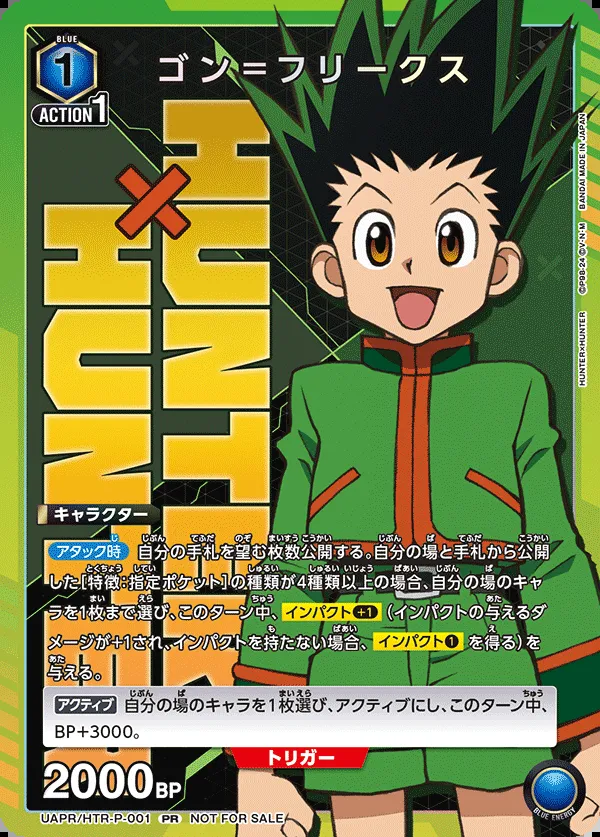 BLUE
1
ACTION 1
ゴン=フリークス
HUNTER
×
HUNTER
キャラクター
アタック時 自分の手札を望む枚数公開する。自分の場と手札から公開
した[特徴:指定ポケット]の種類が4種類以上の場合、自分の場のキャ
ラを1枚まで選び、このターン中、インパクト+1(インパクトの与えるダ
メージが+1され、インパクトを持たない場合、インパクト1を得る)を
与える。
アクティブ 自分の場のキャラを1枚選び、アクティブにし、このターン中、
BP+3000。
トリガー
2000 BP
UAPR/HTR-P-001 PR NOT FOR SALE
BLUE ENERGY
HUNTER×HUNTER ©P98-24 ©V・N・M BANDAI MADE IN JAPAN